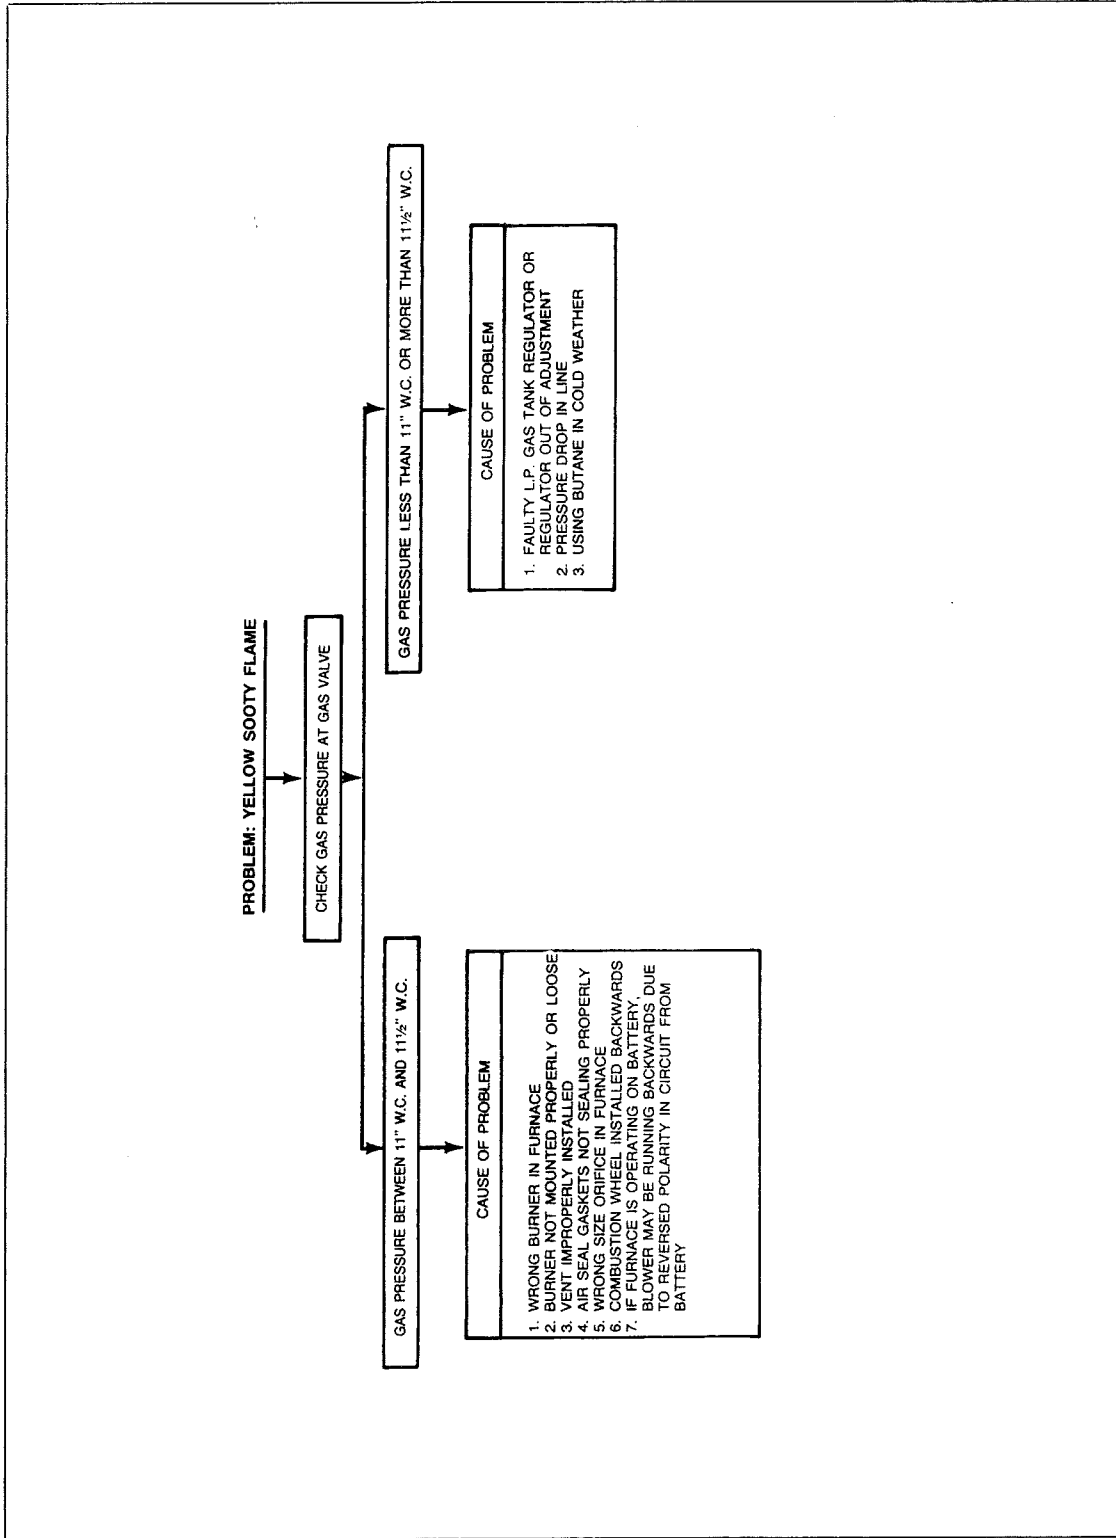 PROBLEM: YELLOW SOOTY FLAME
CHECK GAS PRESSURE AT GAS VALVE
GAS PRESSURE BETWEEN 11" W.C. AND 11½" W.C.
CAUSE OF PROBLEM
1. WRONG BURNER IN FURNACE
2. BURNER NOT MOUNTED PROPERLY OR LOOSE
3. VENT IMPROPERLY INSTALLED
4. AIR SEAL GASKETS NOT SEALING PROPERLY
5. WRONG SIZE ORIFICE IN FURNACE
6. COMBUSTION WHEEL INSTALLED BACKWARDS
7. IF FURNACE IS OPERATING ON BATTERY,
BLOWER MAY BE RUNNING BACKWARDS DUE
TO REVERSED POLARITY IN CIRCUIT FROM
BATTERY
GAS PRESSURE LESS THAN 11" W.C. OR MORE THAN 11½" W.C.
CAUSE OF PROBLEM
1. FAULTY L.P. GAS TANK REGULATOR OR
REGULATOR OUT OF ADJUSTMENT
2. PRESSURE DROP IN LINE
3. USING BUTANE IN COLD WEATHER